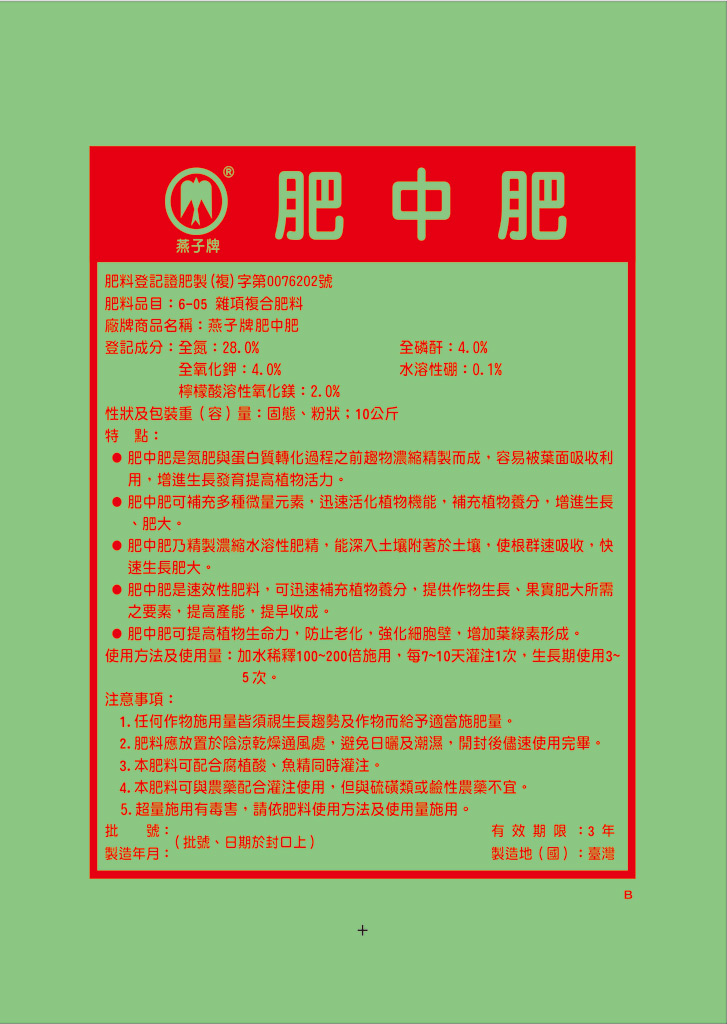 ®
燕子牌
肥中肥
肥料登記證肥製(複)字第0076202號
肥料品目：6-05 雜項複合肥料
廠牌商品名稱：燕子牌肥中肥
登記成分：全氮：28.0% 全磷酐：4.0%
全氧化鉀：4.0% 水溶性硼：0.1%
檸檬酸溶性氧化鎂：2.0%
性狀及包裝重（容）量：固態、粉狀；10公斤
特 點：
● 肥中肥是氮肥與蛋白質轉化過程之前趨物濃縮精製而成，容易被葉面吸收利
用，增進生長發育提高植物活力。
● 肥中肥可補充多種微量元素，迅速活化植物機能，補充植物養分，增進生長
、肥大。
● 肥中肥乃精製濃縮水溶性肥精，能深入土壤附著於土壤，使根群速吸收，快
速生長肥大。
● 肥中肥是速效性肥料，可迅速補充植物養分，提供作物生長、果實肥大所需
之要素，提高產能，提早收成。
● 肥中肥可提高植物生命力，防止老化，強化細胞壁，增加葉綠素形成。
使用方法及使用量：加水稀釋100~200倍施用，每7~10天灌注1次，生長期使用3~
5次。
注意事項：
1.任何作物施用量皆須視生長趨勢及作物而給予適當施肥量。
2.肥料應放置於陰涼乾燥通風處，避免日曬及潮濕，開封後儘速使用完畢。
3.本肥料可配合腐植酸、魚精同時灌注。
4.本肥料可與農藥配合灌注使用，但與硫磺類或鹼性農藥不宜。
5.超量施用有毒害，請依肥料使用方法及使用量施用。
批 號： 有效期限：3年
（批號、日期於封口上）
製造年月： 製造地（國）：臺灣
B